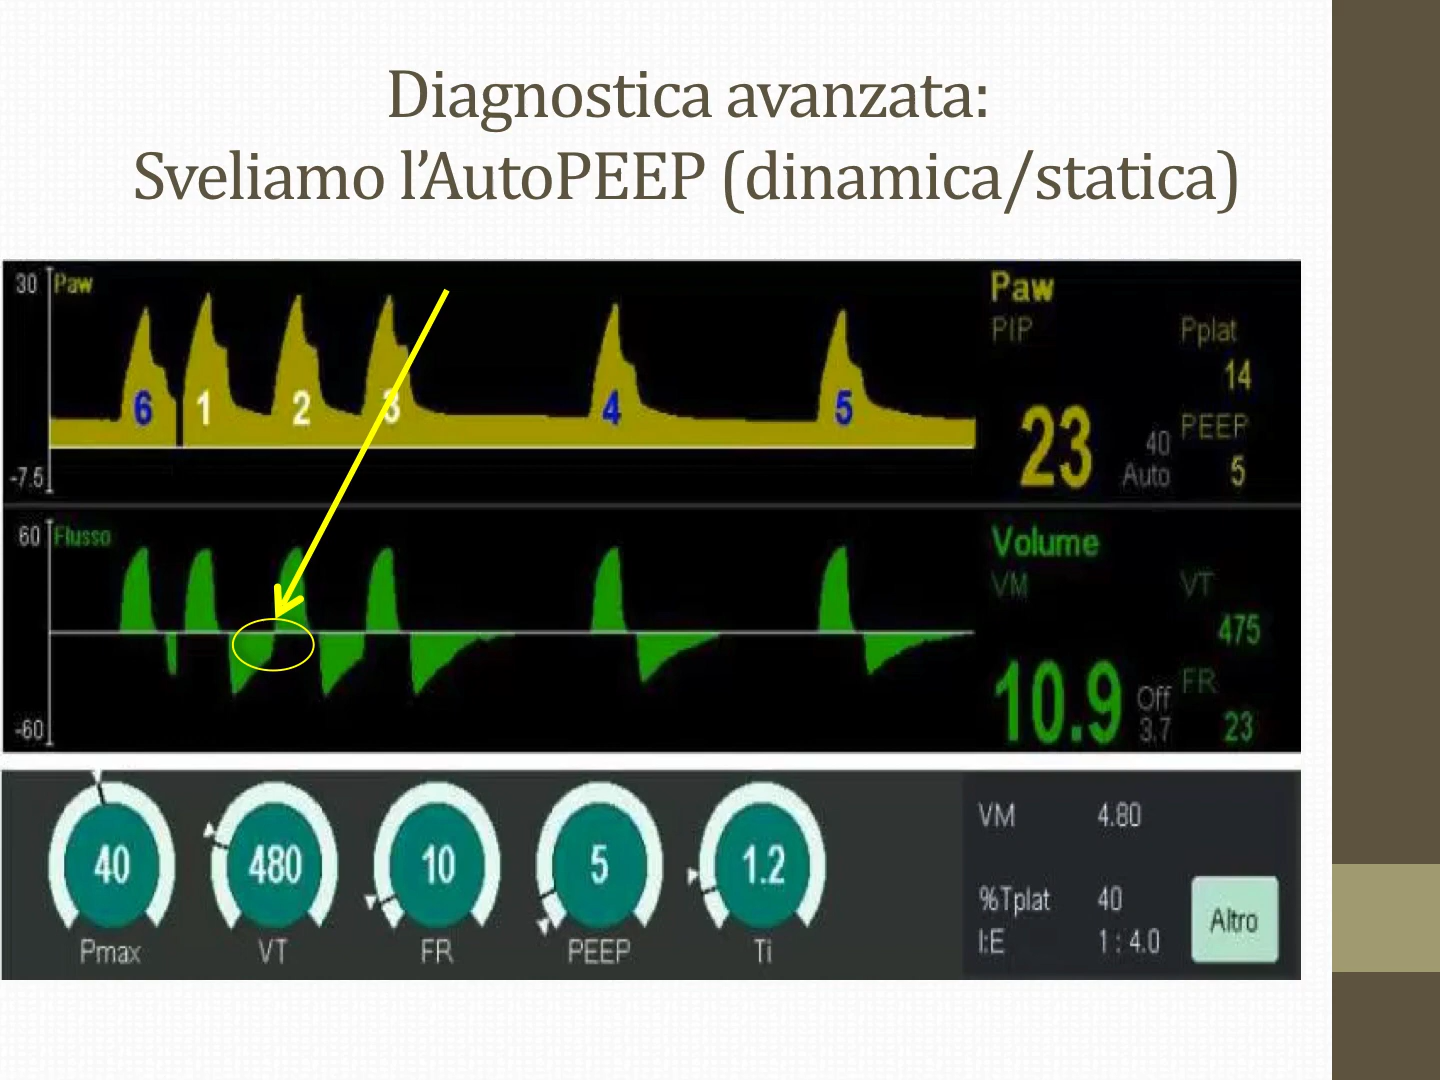 Diagnostica avanzata:
Sveliamo l’AutoPEEP (dinamica/statica)
30 Paw
6 1 2 3 4 5
-7.5
Paw
PIP Pplat
14
23 40 PEEP
Auto 5
60 Flusso
-60
Volume
VM VT
475
10.9 Off FR
3.7 23
40 480 10 5 1.2
Pmax VT FR PEEP Ti
VM 4.80
%Tplat 40
I:E 1 : 4.0
Altro